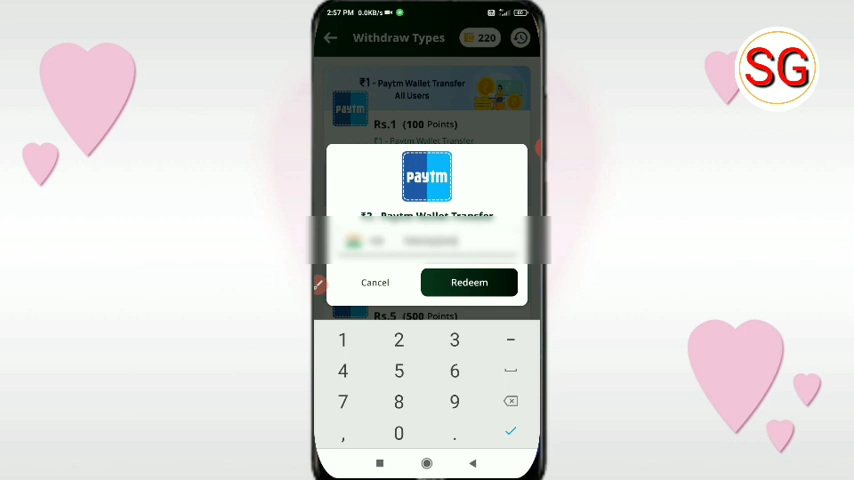 2:57 PM 0.0KB/s
Withdraw Types
220
SG
₹1 - Paytm Wallet Transfer
All Users
paytm
Rs.1 (100 Points)
₹1 - Paytm Wallet Transfer
paytm
₹2 - Paytm Wallet Transfer
Cancel
Redeem
Rs.5 (500 Points)
1 2 3 -
4 5 6
7 8 9
, 0 .